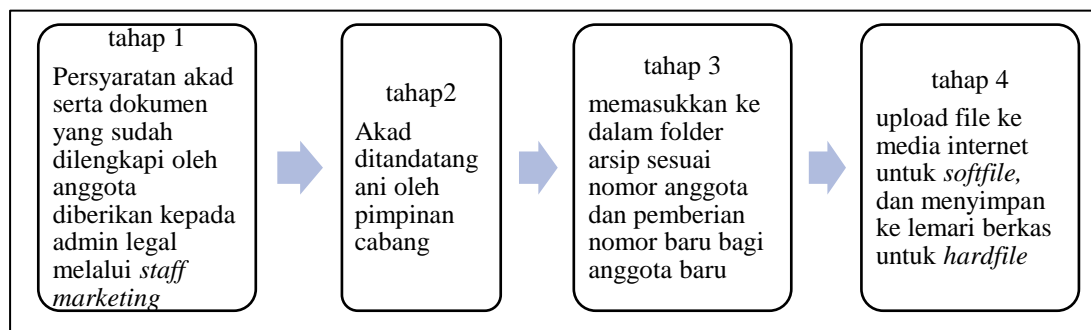 tahap 1
Persyaratan akad
serta dokumen
yang sudah
dilengkapi oleh
anggota
diberikan kepada
admin legal
melalui staff
marketing
tahap2
Akad
ditandatang
ani oleh
pimpinan
cabang
tahap 3
memasukkan ke
dalam folder
arsip sesuai
nomor anggota
dan pemberian
nomor baru bagi
anggota baru
tahap 4
upload file ke
media internet
untuk softfile,
dan menyimpan
ke lemari berkas
untuk hardfile